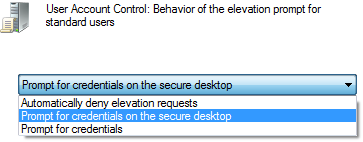 User Account Control: Behavior of the elevation prompt for
standard users
Prompt for credentials on the secure desktop
Automatically deny elevation requests
Prompt for credentials on the secure desktop
Prompt for credentials